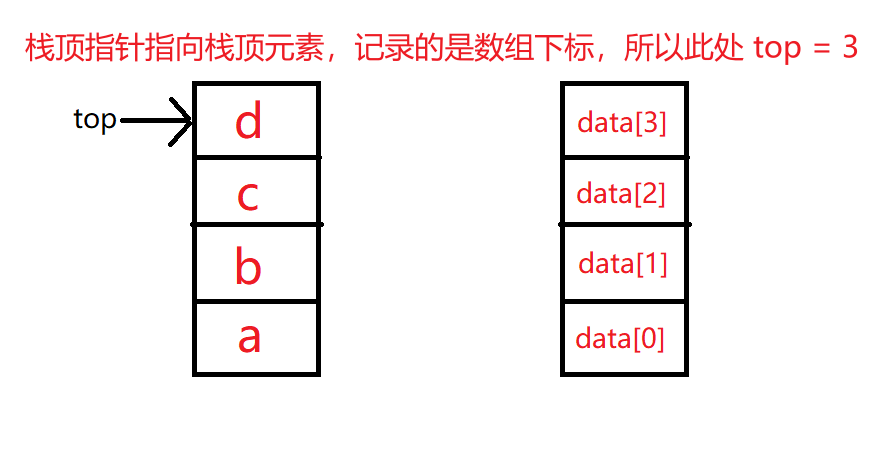 栈顶指针指向栈顶元素，记录的是数组下标，所以此处 top = 3
top
d
data[3]
c
data[2]
b
data[1]
a
data[0]